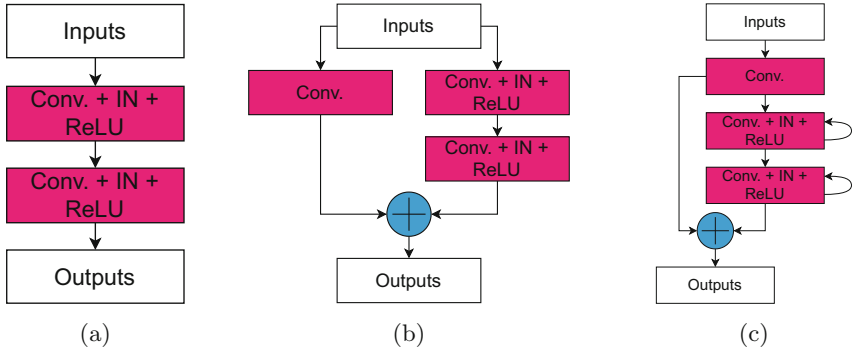 Inputs
Conv. + IN +
ReLU
Conv. + IN +
ReLU
Outputs
(a)
Inputs
Conv.
Conv. + IN +
ReLU
Conv. + IN +
ReLU
Outputs
(b)
Inputs
Conv.
Conv. + IN +
ReLU
Conv. + IN +
ReLU
Outputs
(c)